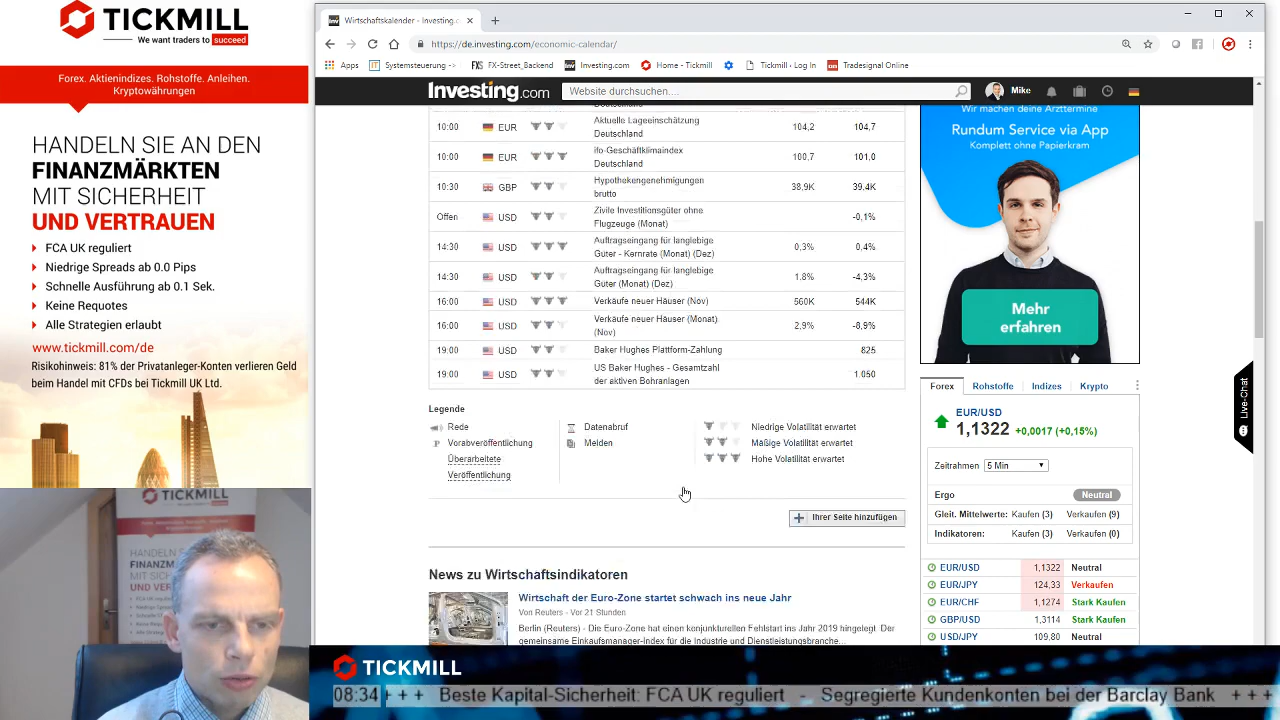 TICKMILL
We want traders to succeed
Forex. Aktienindizes. Rohstoffe. Anleihen.
Kryptowährungen
HANDELN SIE AN DEN
FINANZMÄRKTEN
MIT SICHERHEIT
UND VERTRAUEN
FCA UK reguliert
Niedrige Spreads ab 0.0 Pips
Schnelle Ausführung ab 0.1 Sek.
Keine Requotes
Alle Strategien erlaubt
www.tickmill.com/de
Risikohinweis: 81% der Privatanleger-Konten verlieren Geld
beim Handel mit CFDs bei Tickmill UK Ltd.
Wirtschaftskalender - Investing.c
https://de.investing.com/economic-calendar/
Apps Systemsteuerung -> FX-Street_Backend Investing.com Home - Tickmill Tickmill - Log In Tradesignal Online
Investing.com Website durchsuchen.... Mike
10:00 EUR Aktuelle Lageeinschätzung Deutschland 104,2 104,7
10:00 EUR ifo-Geschäftsklimaindex Deutschland 100,7 101,0
10:30 GBP Hypothekengenehmigungen brutto 38,9K 39,4K
Offen USD Zivile Investitionsgüter ohne Flugzeuge (Monat) -0,1%
14:30 USD Auftragseingang für langlebige Güter - Kernrate (Monat) (Dez) 0,3% 0,4%
14:30 USD Auftragseingang für langlebige Güter (Monat) (Dez) 1,8% -4,3%
16:00 USD Verkäufe neuer Häuser (Nov) 560K 544K
16:00 USD Verkäufe neuer Häuser (Monat) (Nov) 2,9% -8,9%
19:00 USD Baker Hughes Plattform-Zahlung 825
19:00 USD US Baker Hughes - Gesamtzahl der aktiven Bohranlagen 1.050
Legende
Rede Datenabruf Niedrige Volatilität erwartet
P Vorabveröffentlichung Melden Mäßige Volatilität erwartet
Überarbeitete Hohe Volatilität erwartet
Veröffentlichung
Ihrer Seite hinzufügen
News zu Wirtschaftsindikatoren
Wirtschaft der Euro-Zone startet schwach ins neue Jahr
Von Reuters - Vor 21 Stunden
Berlin (Reuters) - Die Euro-Zone hat einen konjunkturellen Fehlstart ins Jahr 2019 hingelegt. Der
gemeinsame Einkaufsmanager-Index für die Industrie und Dienstleistungsbranche
Wir machen deine Arzttermine
Rundum Service via App
Komplett ohne Papierkram
Mehr
erfahren
Live-Chat
Forex Rohstoffe Indizes Krypto
EUR/USD
1,1322 +0,0017 (+0,15%)
Zeitrahmen 5 Min
Ergo Neutral
Gleit. Mittelwerte: Kaufen (3) Verkaufen (9)
Indikatoren: Kaufen (3) Verkaufen (0)
EUR/USD 1,1322 Neutral
EUR/JPY 124,33 Verkaufen
EUR/CHF 1,1274 Stark Kaufen
GBP/USD 1,3114 Stark Kaufen
USD/JPY 109,80 Neutral
TICKMILL
HANDELN
FINANZM
MIT SICH
UND VE
TICKMILL
08:34 +++ Beste Kapital-Sicherheit: FCA UK reguliert - Segregierte Kundenkonten bei der Barclay Bank +++